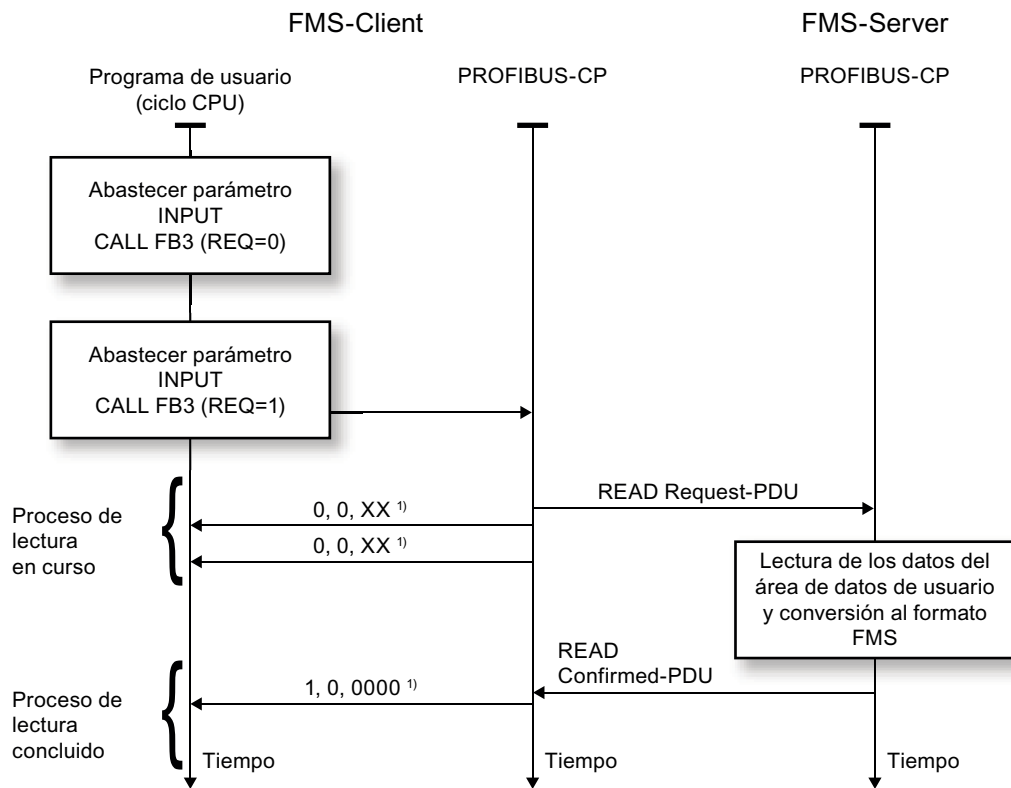 FMS-Client
FMS-Server
Programa de usuario
(ciclo CPU)
PROFIBUS-CP
PROFIBUS-CP
Abastecer parámetro
INPUT
CALL FB3 (REQ=0)
Abastecer parámetro
INPUT
CALL FB3 (REQ=1)
Proceso de
lectura
en curso
0, 0, XX 1)
0, 0, XX 1)
READ Request-PDU
Lectura de los datos del
área de datos de usuario
y conversión al formato
FMS
READ
Confirmed-PDU
1, 0, 0000 1)
Proceso de
lectura
concluido
Tiempo
Tiempo
Tiempo